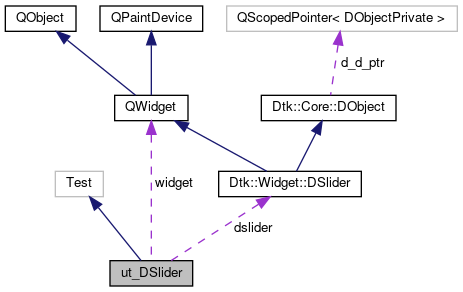 QObject
QPaintDevice
QScopedPointer< DObjectPrivate >
d_d_ptr
QWidget
Dtk::Core::DObject
Test
widget
Dtk::Widget::DSlider
dslider
ut_DSlider